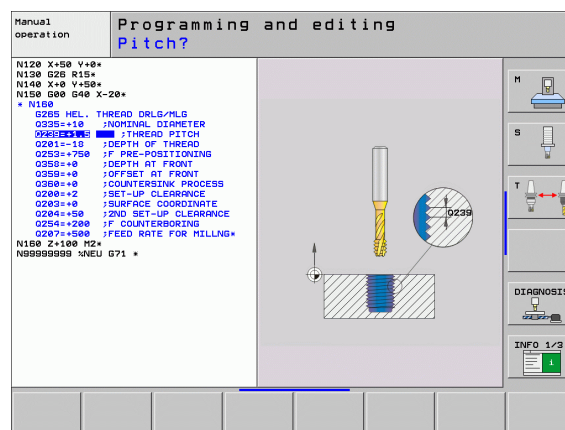 Manual
operation
Programming and editing
Pitch?
N120 X+50 Y+0*
N130 G26 R15*
N140 X+0 Y+50*
N150 G00 G40 X-20*
* N160
G265 HEL. THREAD DRLG/MLG
Q335=+10 ;NOMINAL DIAMETER
Q239=+1.5 ;THREAD PITCH
Q201=-18 ;DEPTH OF THREAD
Q253=+750 ;F PRE-POSITIONING
Q358=+0 ;DEPTH AT FRONT
Q359=+0 ;OFFSET AT FRONT
Q360=+0 ;COUNTERSINK PROCESS
Q200=+2 ;SET-UP CLEARANCE
Q203=+0 ;SURFACE COORDINATE
Q204=+50 ;2ND SET-UP CLEARANCE
Q254=+200 ;F COUNTERBORING
Q207=+500 ;FEED RATE FOR MILLNG*
N160 Z+100 M2*
N99999999 %NEU G71 *
Q239
M
S
T
DIAGNOSIS
INFO 1/3
i